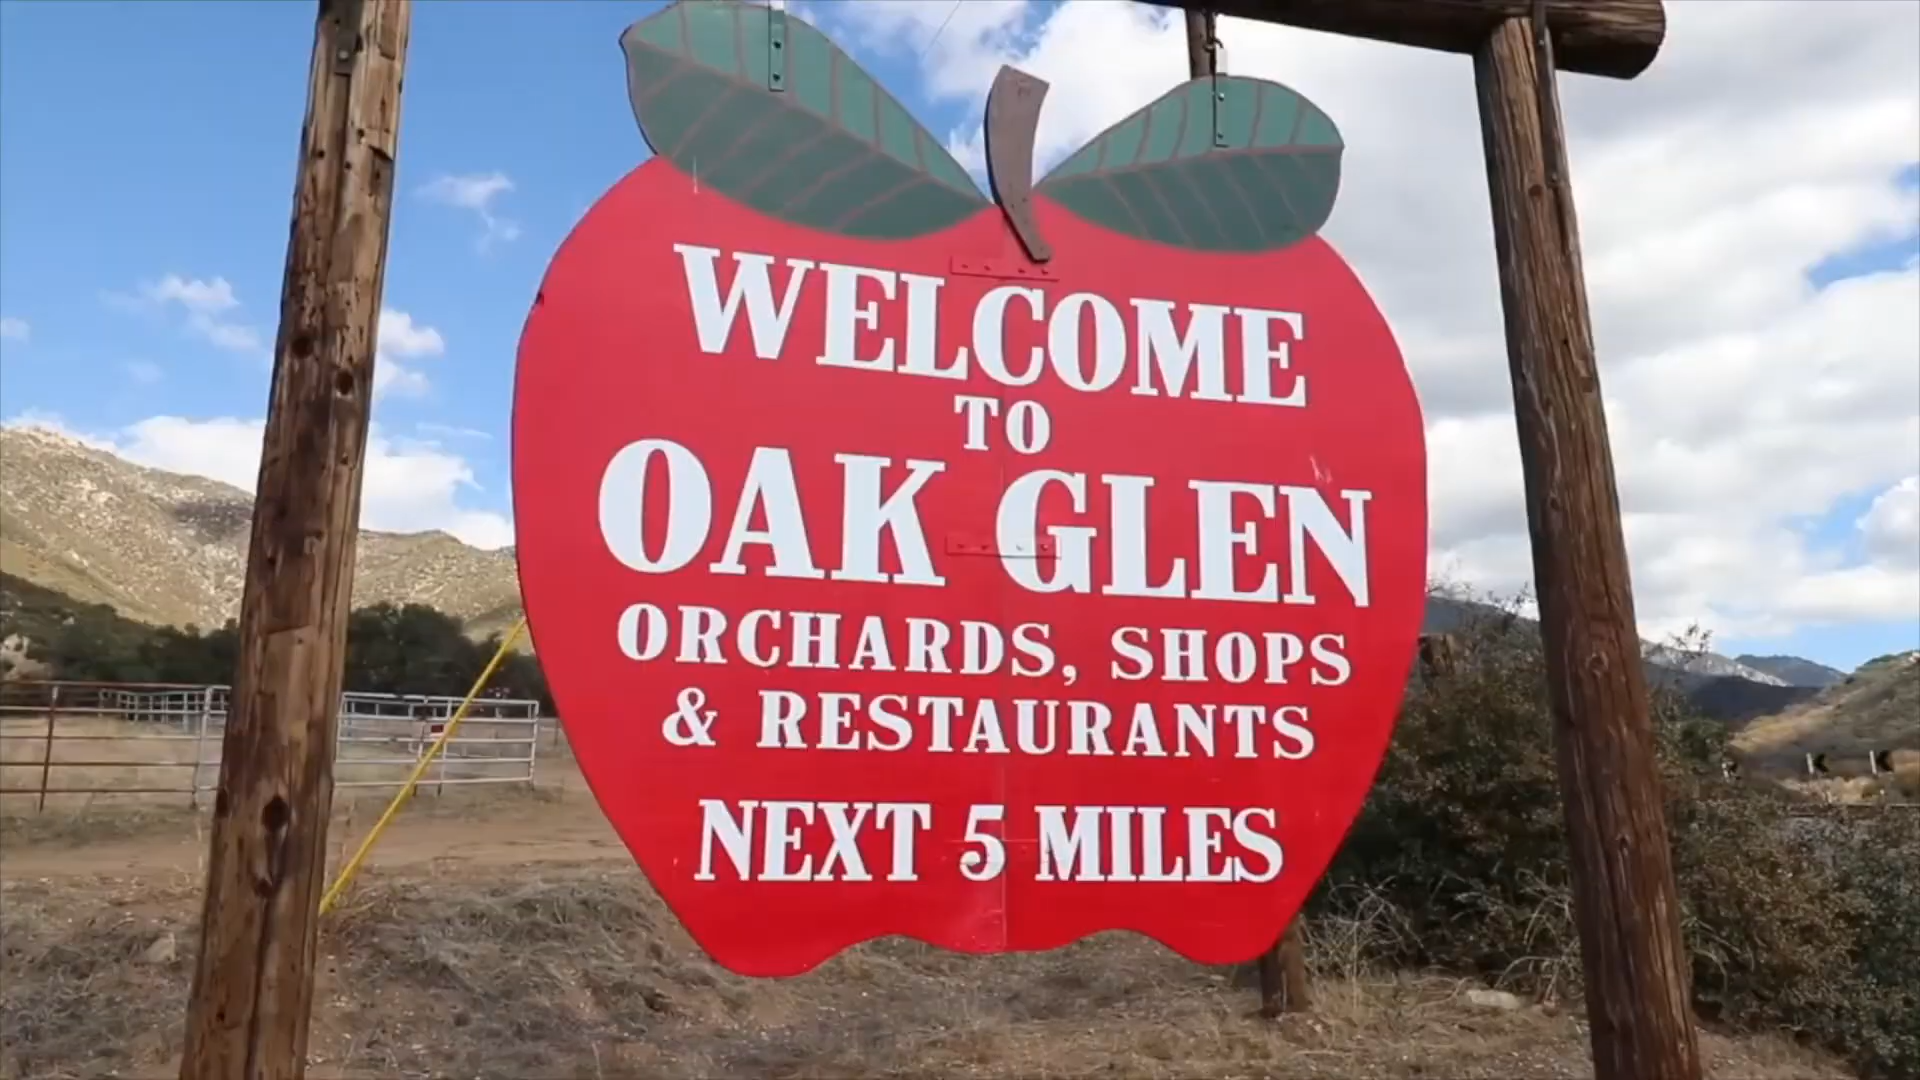 WELCOME
TO
OAK GLEN
ORCHARDS, SHOPS
& RESTAURANTS
NEXT 5 MILES